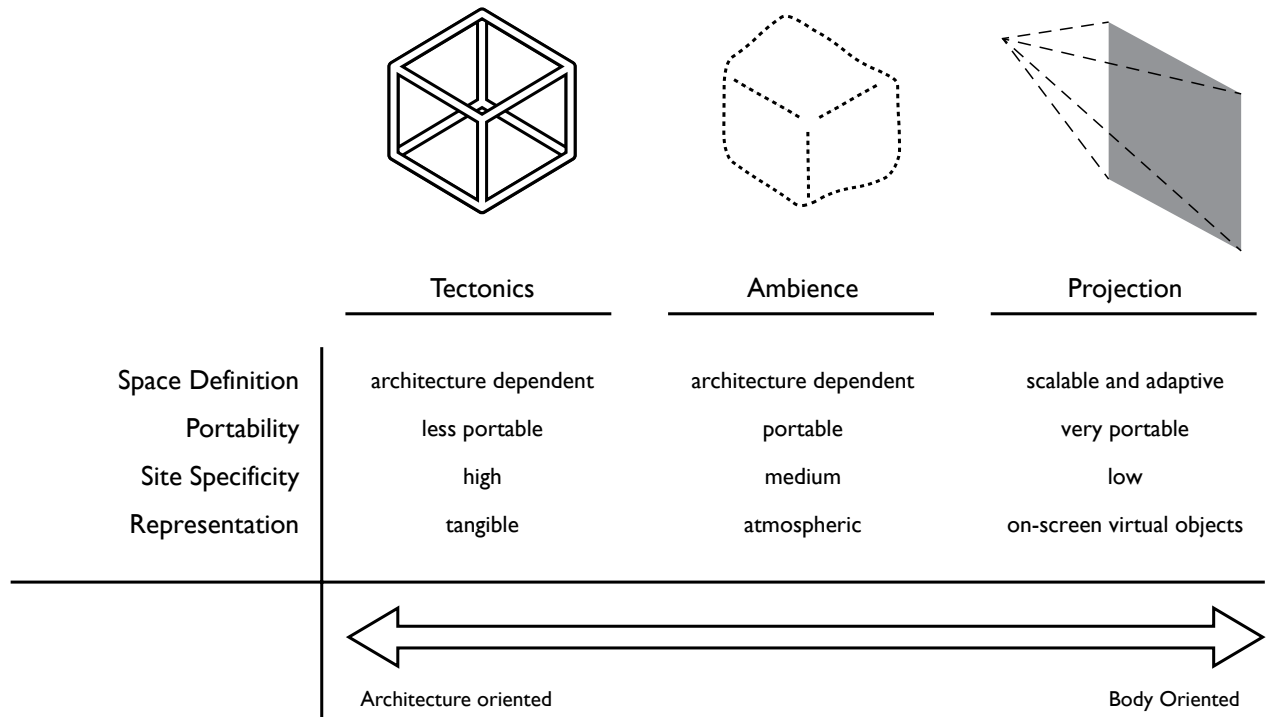 Tectonics Ambience Projection
Space Definition architecture dependent architecture dependent scalable and adaptive
Portability less portable portable very portable
Site Specificity high medium low
Representation tangible atmospheric on-screen virtual objects
Architecture oriented Body Oriented